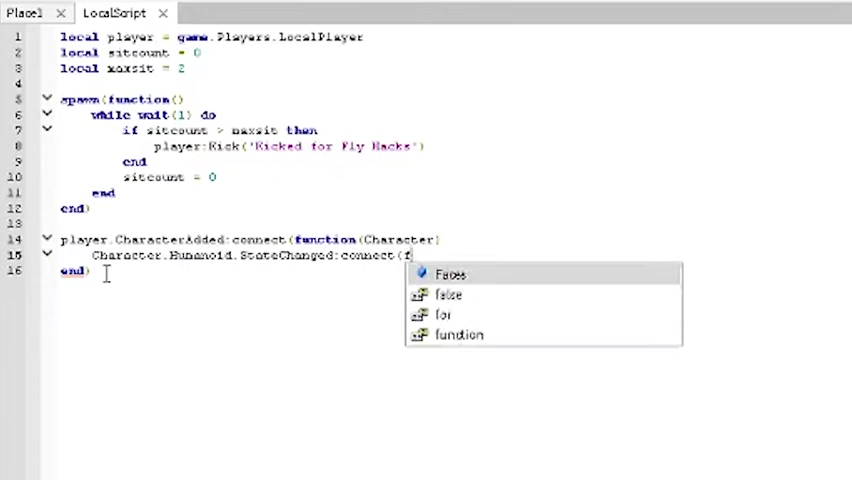 Place1 X LocalScript X
1 local player = game.Players.LocalPlayer
2 local sitcount = 0
3 local maxsit = 2
4
5 spawn(function()
6 while wait(1) do
7 if sitcount > maxsit then
8 player:Kick('Kicked for Fly Hacks')
9 end
10 sitcount = 0
11 end
12 end)
13
14 player.CharacterAdded:connect(function(Character)
15 Character.Humanoid.StateChanged:connect(f
16 end)
Faces
false
for
function